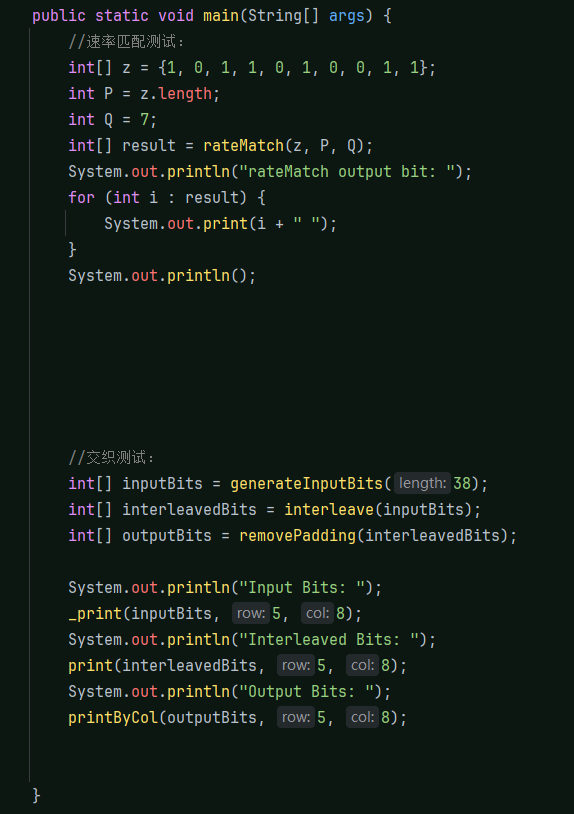 public static void main(String[] args) {
//速率匹配测试:
int[] z = {1, 0, 1, 1, 0, 1, 0, 0, 1, 1};
int P = z.length;
int Q = 7;
int[] result = rateMatch(z, P, Q);
System.out.println("rateMatch output bit: ");
for (int i : result) {
System.out.print(i + " ");
}
System.out.println();
//交织测试:
int[] inputBits = generateInputBits( length: 38);
int[] interleavedBits = interleave(inputBits);
int[] outputBits = removePadding(interleavedBits);
System.out.println("Input Bits: ");
_print(inputBits, row: 5, col: 8);
System.out.println("Interleaved Bits: ");
print(interleavedBits, row: 5, col: 8);
System.out.println("Output Bits: ");
printByCol(outputBits, row: 5, col: 8);
}